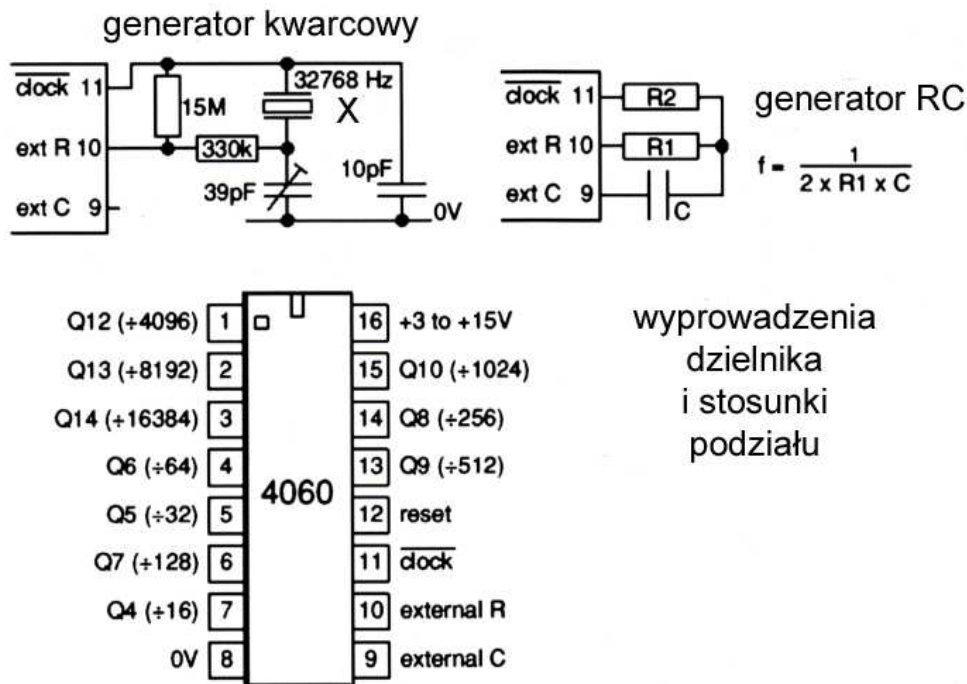 generator kwarcowy
clock 11
15M
32768 Hz
X
ext R 10
330k
39pF
10pF
ext C 9
0V
clock 11
R2
generator RC
ext R 10
R1
f = 1 / 2 x R1 x C
ext C 9
C
Q12 (÷4096) 1
16 +3 to +15V
Q13 (÷8192) 2
15 Q10 (÷1024)
Q14 (÷16384) 3
14 Q8 (÷256)
Q6 (÷64) 4
13 Q9 (÷512)
4060
Q5 (÷32) 5
12 reset
Q7 (÷128) 6
11 clock
Q4 (÷16) 7
10 external R
0V 8
9 external C
wyprowadzenia
dzielnika
i stosunki
podziału